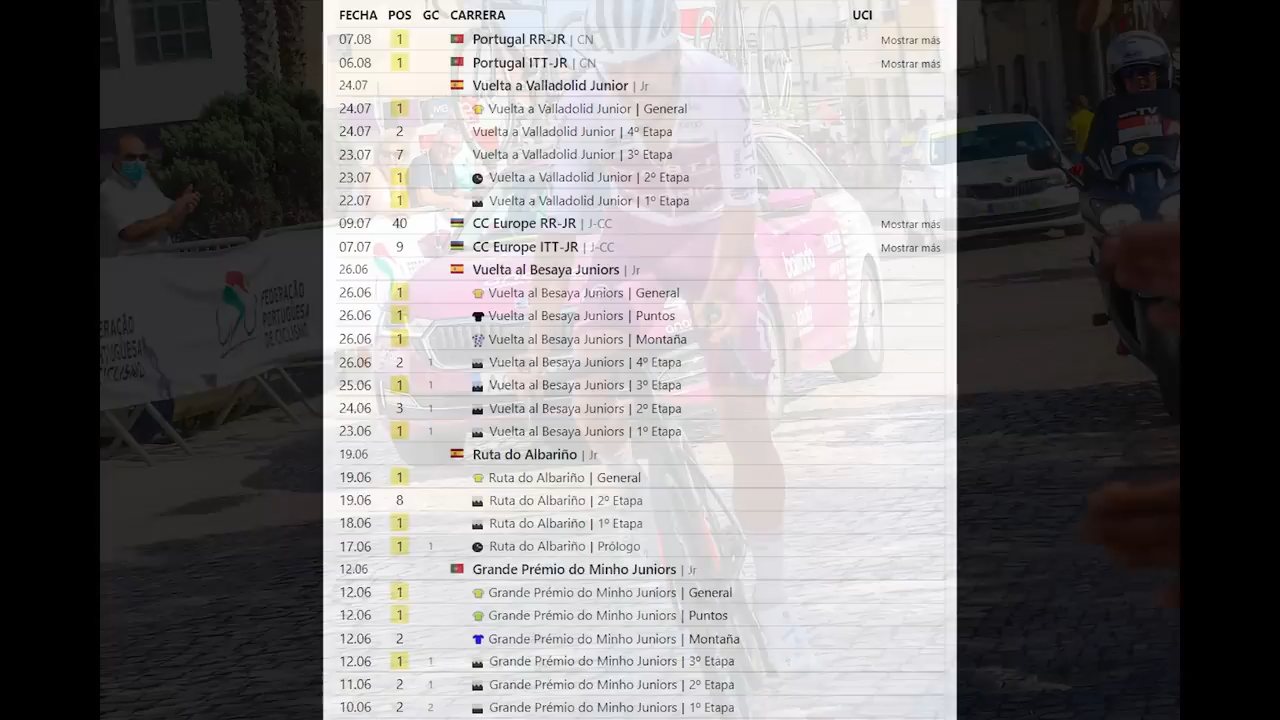 FECHA POS GC CARRERA UCI
07.08 1 Portugal RR-JR | CN Mostrar más
06.08 1 Portugal ITT-JR | CN Mostrar más
24.07 Vuelta a Valladolid Junior | Jr
24.07 1 Vuelta a Valladolid Junior | General
24.07 2 Vuelta a Valladolid Junior | 4º Etapa
23.07 7 Vuelta a Valladolid Junior | 3º Etapa
23.07 1 Vuelta a Valladolid Junior | 2º Etapa
22.07 1 Vuelta a Valladolid Junior | 1º Etapa
09.07 40 CC Europe RR-JR | J-CC Mostrar más
07.07 9 CC Europe ITT-JR | J-CC Mostrar más
26.06 Vuelta al Besaya Juniors | Jr
26.06 1 Vuelta al Besaya Juniors | General
26.06 1 Vuelta al Besaya Juniors | Puntos
26.06 1 Vuelta al Besaya Juniors | Montaña
26.06 2 1 Vuelta al Besaya Juniors | 4º Etapa
25.06 1 1 Vuelta al Besaya Juniors | 3º Etapa
24.06 3 1 Vuelta al Besaya Juniors | 2º Etapa
23.06 1 1 Vuelta al Besaya Juniors | 1º Etapa
19.06 Ruta do Albariño | Jr
19.06 1 Ruta do Albariño | General
19.06 8 Ruta do Albariño | 2º Etapa
18.06 1 Ruta do Albariño | 1º Etapa
17.06 1 1 Ruta do Albariño | Prólogo
12.06 Grande Prémio do Minho Juniors | Jr
12.06 1 Grande Prémio do Minho Juniors | General
12.06 1 Grande Prémio do Minho Juniors | Puntos
12.06 2 Grande Prémio do Minho Juniors | Montaña
12.06 1 1 Grande Prémio do Minho Juniors | 3º Etapa
11.06 2 1 Grande Prémio do Minho Juniors | 2º Etapa
10.06 2 2 Grande Prémio do Minho Juniors | 1º Etapa
FEDERAÇÃO
PORTUGUESA
DE CICLISMO
TV